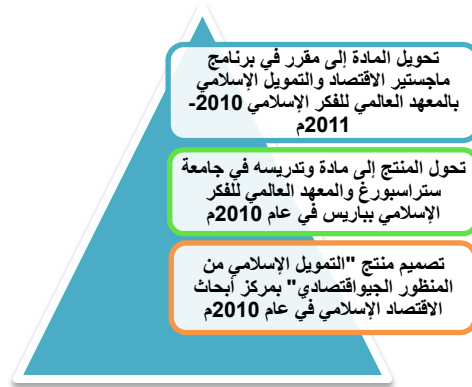 تحويل المادة إلى مقرر في برنامج
ماجستير الاقتصاد والتمويل الإسلامي
بالمعهد العالمي للفكر الإسلامي 2010-
2011م
تحول المنتج إلى مادة وتدريسه في جامعة
ستراسبورغ والمعهد العالمي للفكر
الإسلامي بباريس في عام 2010م
تصميم منتج "التمويل الإسلامي من
المنظور الجيواقتصادي" بمركز أبحاث
الاقتصاد الإسلامي في عام 2010م